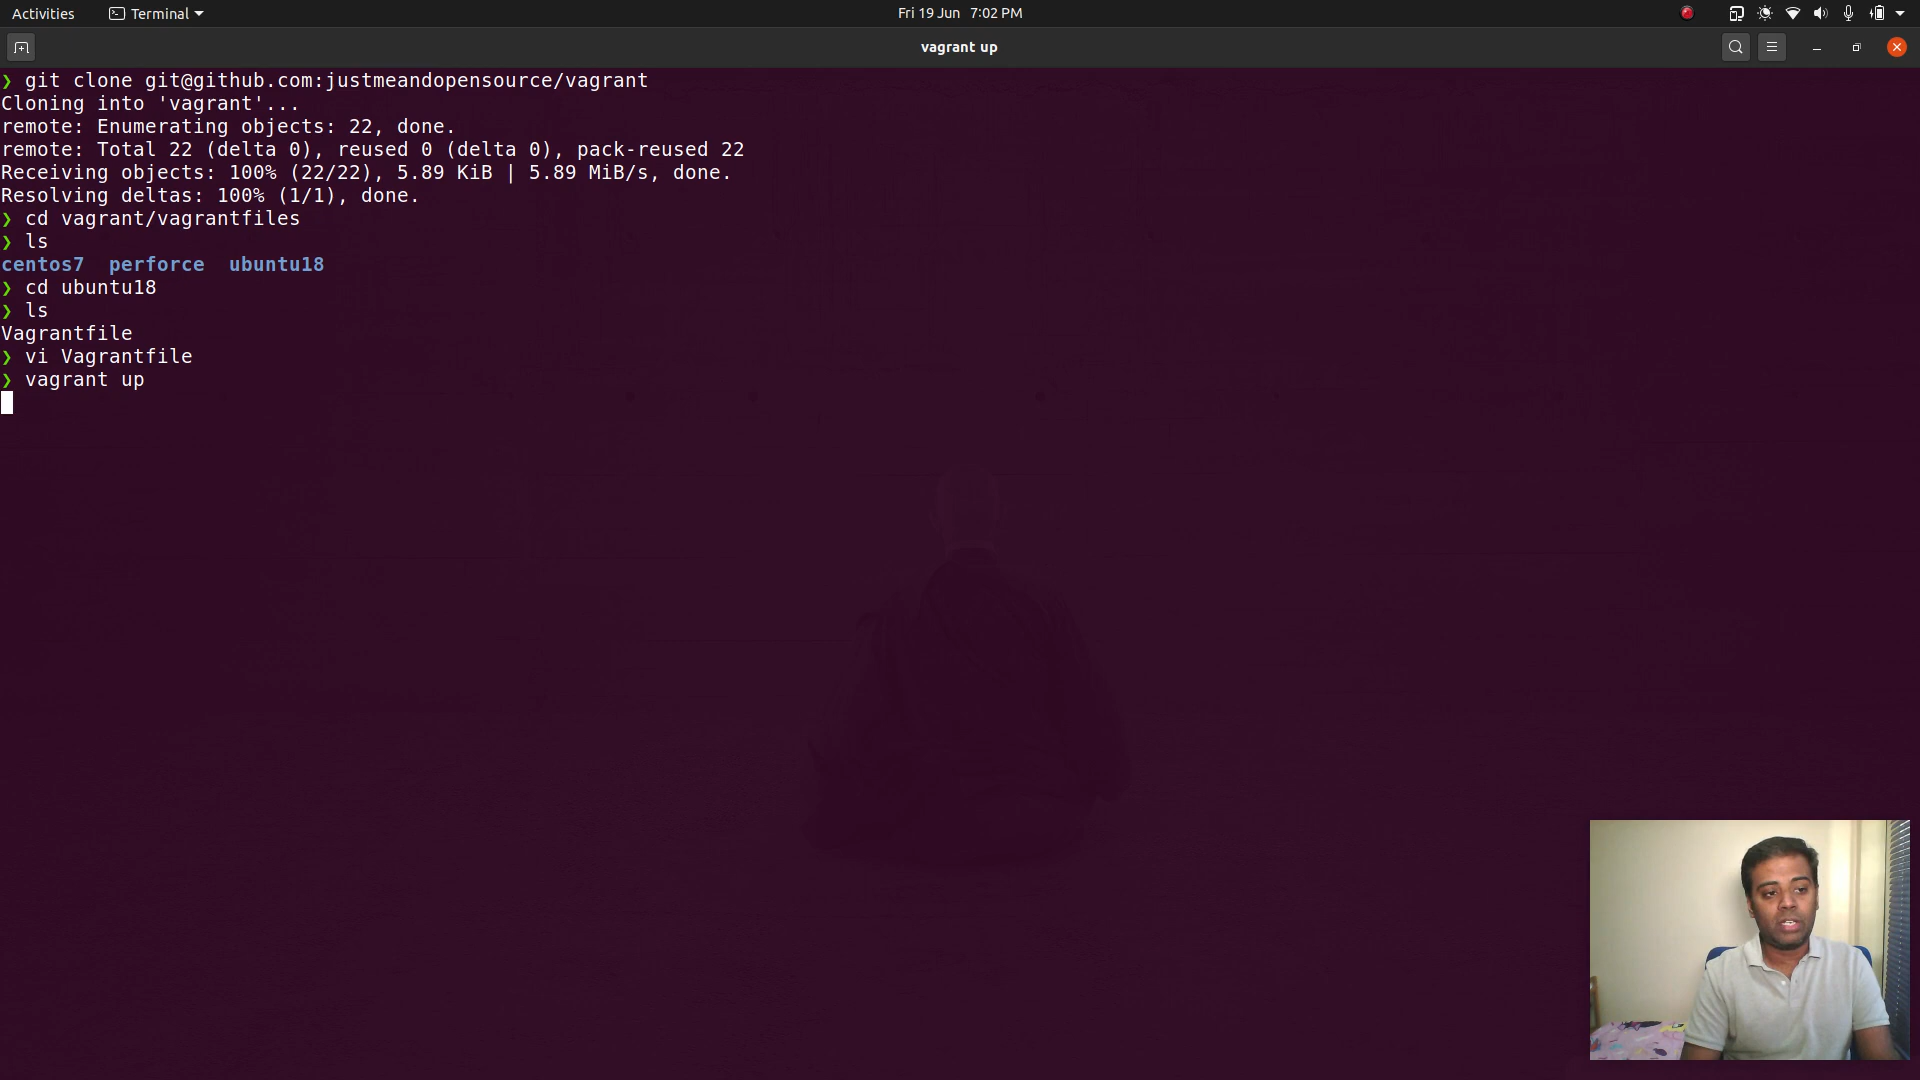 Activities
Terminal
Fri 19 Jun 7:02 PM
vagrant up
❯ git clone git@github.com:justmeandopensource/vagrant
Cloning into 'vagrant'...
remote: Enumerating objects: 22, done.
remote: Total 22 (delta 0), reused 0 (delta 0), pack-reused 22
Receiving objects: 100% (22/22), 5.89 KiB | 5.89 MiB/s, done.
Resolving deltas: 100% (1/1), done.
❯ cd vagrant/vagrantfiles
❯ ls
centos7 perforce ubuntu18
❯ cd ubuntu18
❯ ls
Vagrantfile
❯ vi Vagrantfile
❯ vagrant up